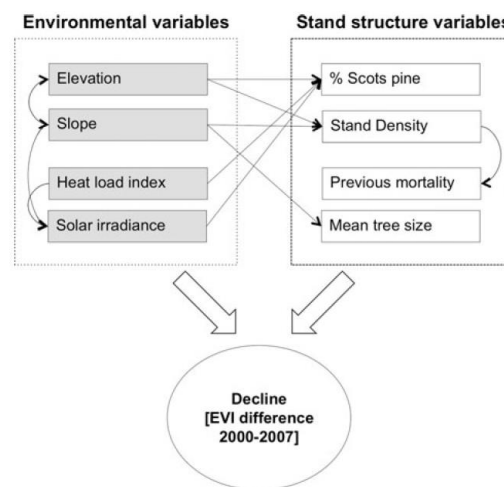 Environmental variables
Stand structure variables
Elevation
Slope
Heat load index
Solar irradiance
% Scots pine
Stand Density
Previous mortality
Mean tree size
Decline
[EVI difference
2000-2007]